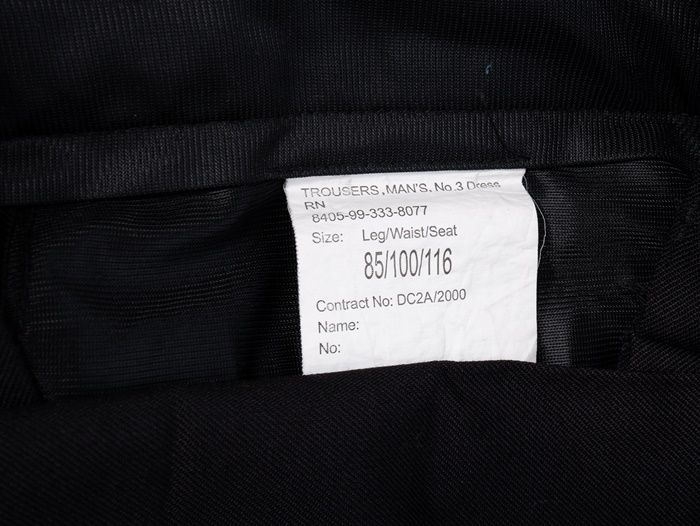 TROUSERS,MAN'S, No.3 Dress
RN
8405-99-333-8077
Size: Leg/Waist/Seat
85/100/116
Contract No: DC2A/2000
Name:
No: